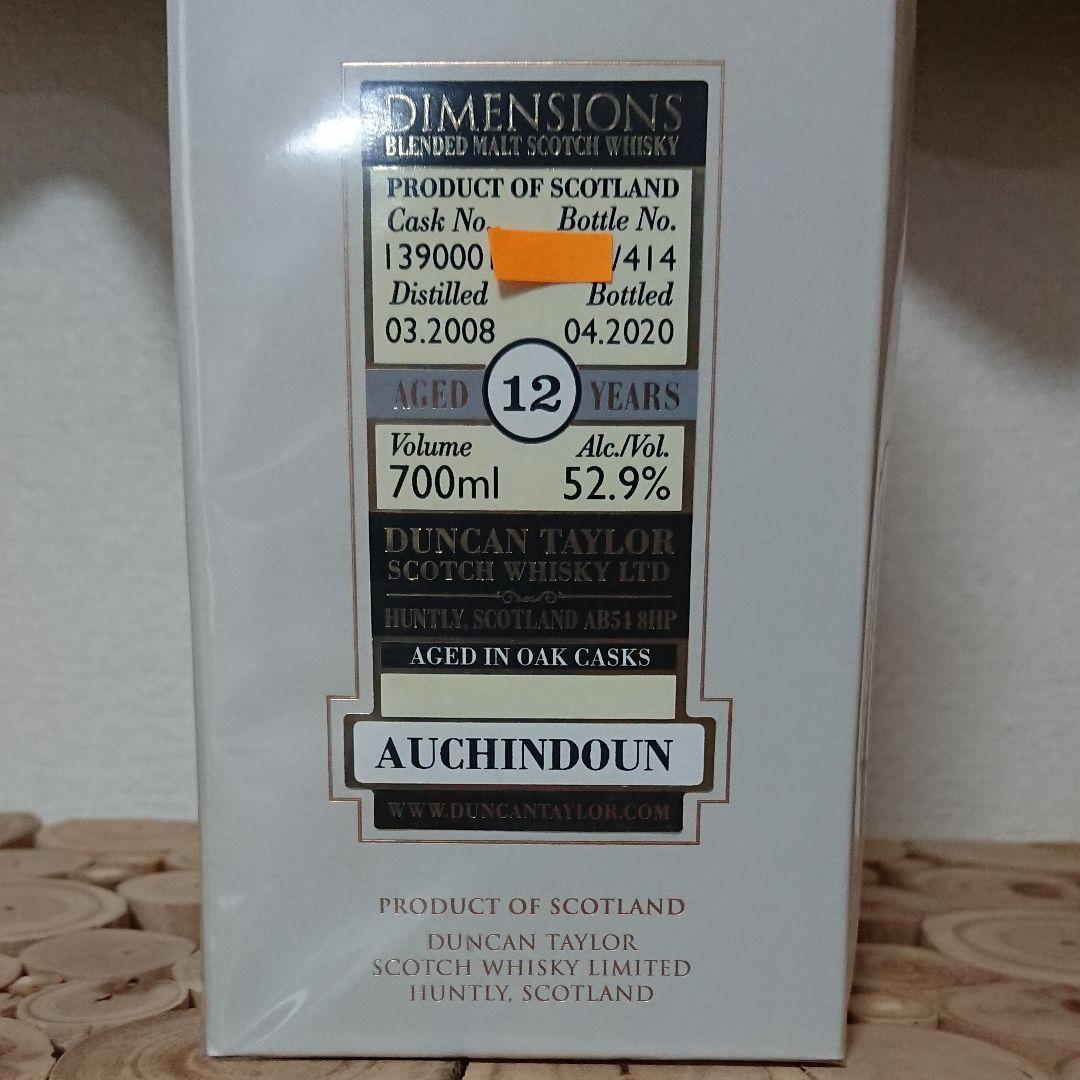 DIMENSIONS
BLENDED MALT SCOTCH WHISKY
PRODUCT OF SCOTLAND
Cask No. Bottle No.
139000 /414
Distilled Bottled
03.2008 04.2020
AGED 12 YEARS
Volume Alc./Vol.
700ml 52.9%
DUNCAN TAYLOR
SCOTCH WHISKY LTD
HUNTLY, SCOTLAND AB54 8HP
AGED IN OAK CASKS
AUCHINDOUN
WWW.DUNCANTAYLOR.COM
PRODUCT OF SCOTLAND
DUNCAN TAYLOR
SCOTCH WHISKY LIMITED
HUNTLY, SCOTLAND